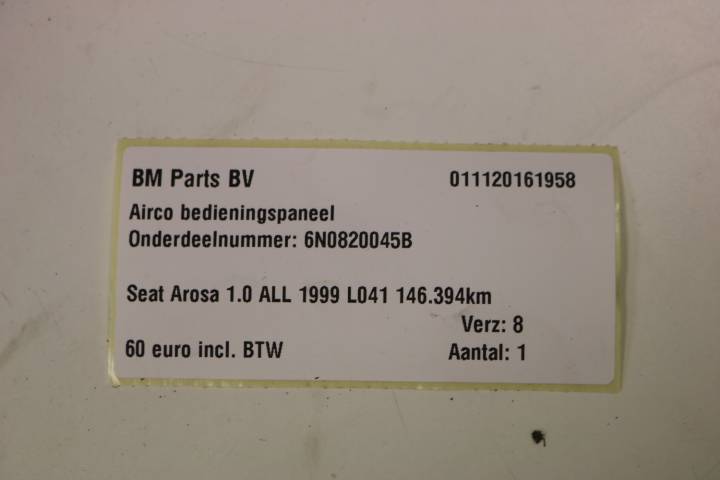 BM Parts BV 011120161958
Airco bedieningspaneel
Onderdeelnummer: 6N0820045B
Seat Arosa 1.0 ALL 1999 L041 146.394km
Verz: 8
60 euro incl. BTW Aantal: 1